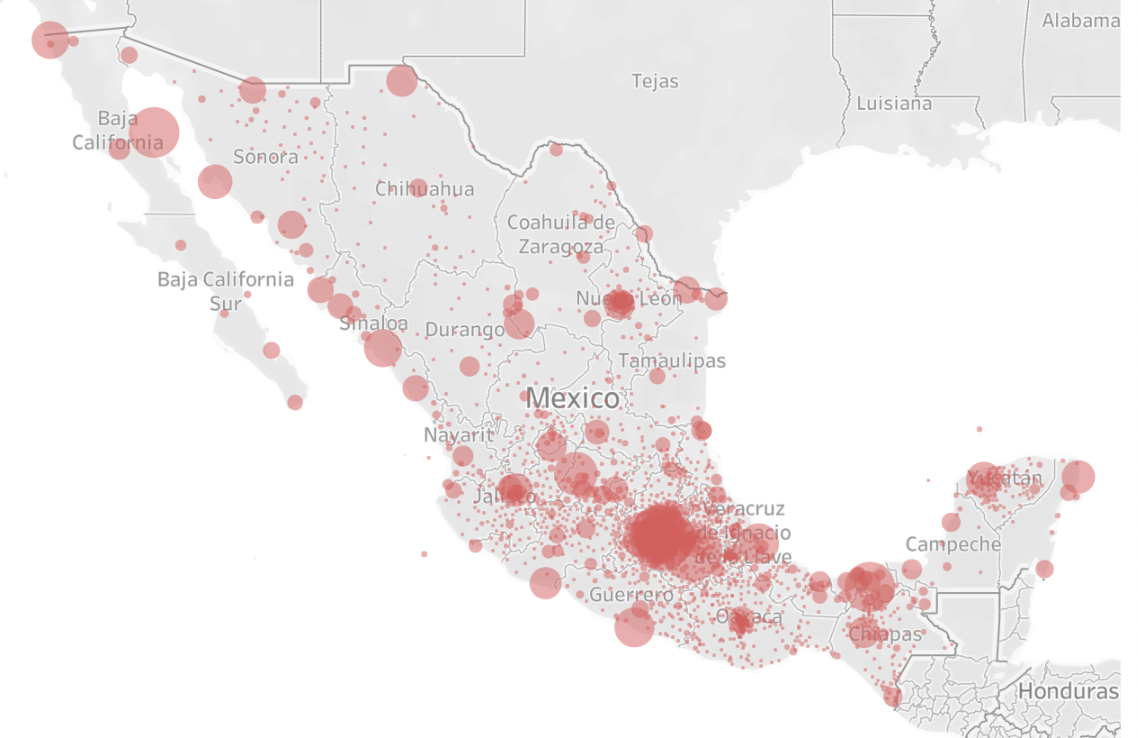 Alabama
Tejas
Luisiana
Baja
California
Sonora
Chihuahua
Coahuila de
Zaragoza
Baja California
Sur
Nuevo León
Sinaloa
Durango
Tamaulipas
Mexico
Nayarit
Jalisco
Yucatán
Veracruz
de Ignacio
de la Llave
Campeche
Guerrero
Oaxaca
Chiapas
Honduras